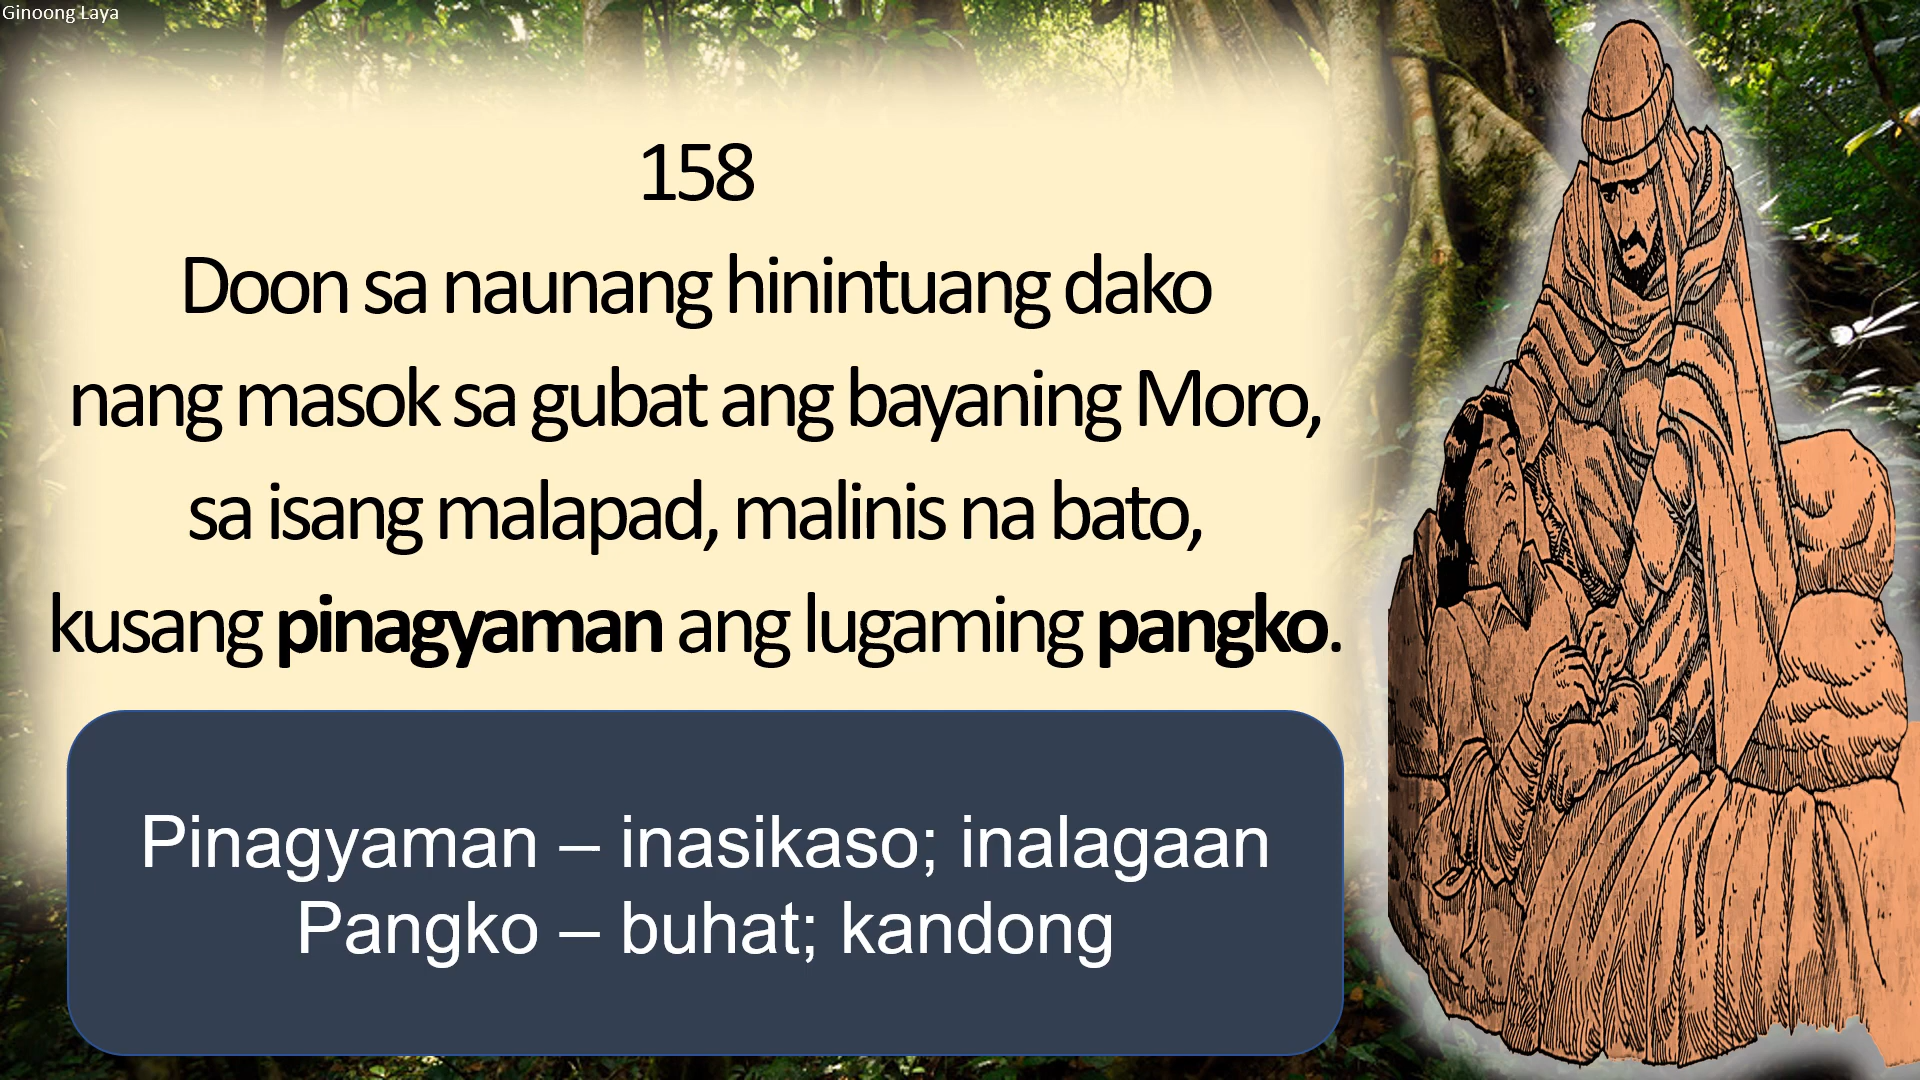 Ginoong Laya
158
Doon sa naunang hinintuang dako
nang masok sa gubat ang bayaning Moro,
sa isang malapad, malinis na bato,
kusang pinagyaman ang lugaming pangko.
Pinagyaman – inasikaso; inalagaan
Pangko – buhat; kandong